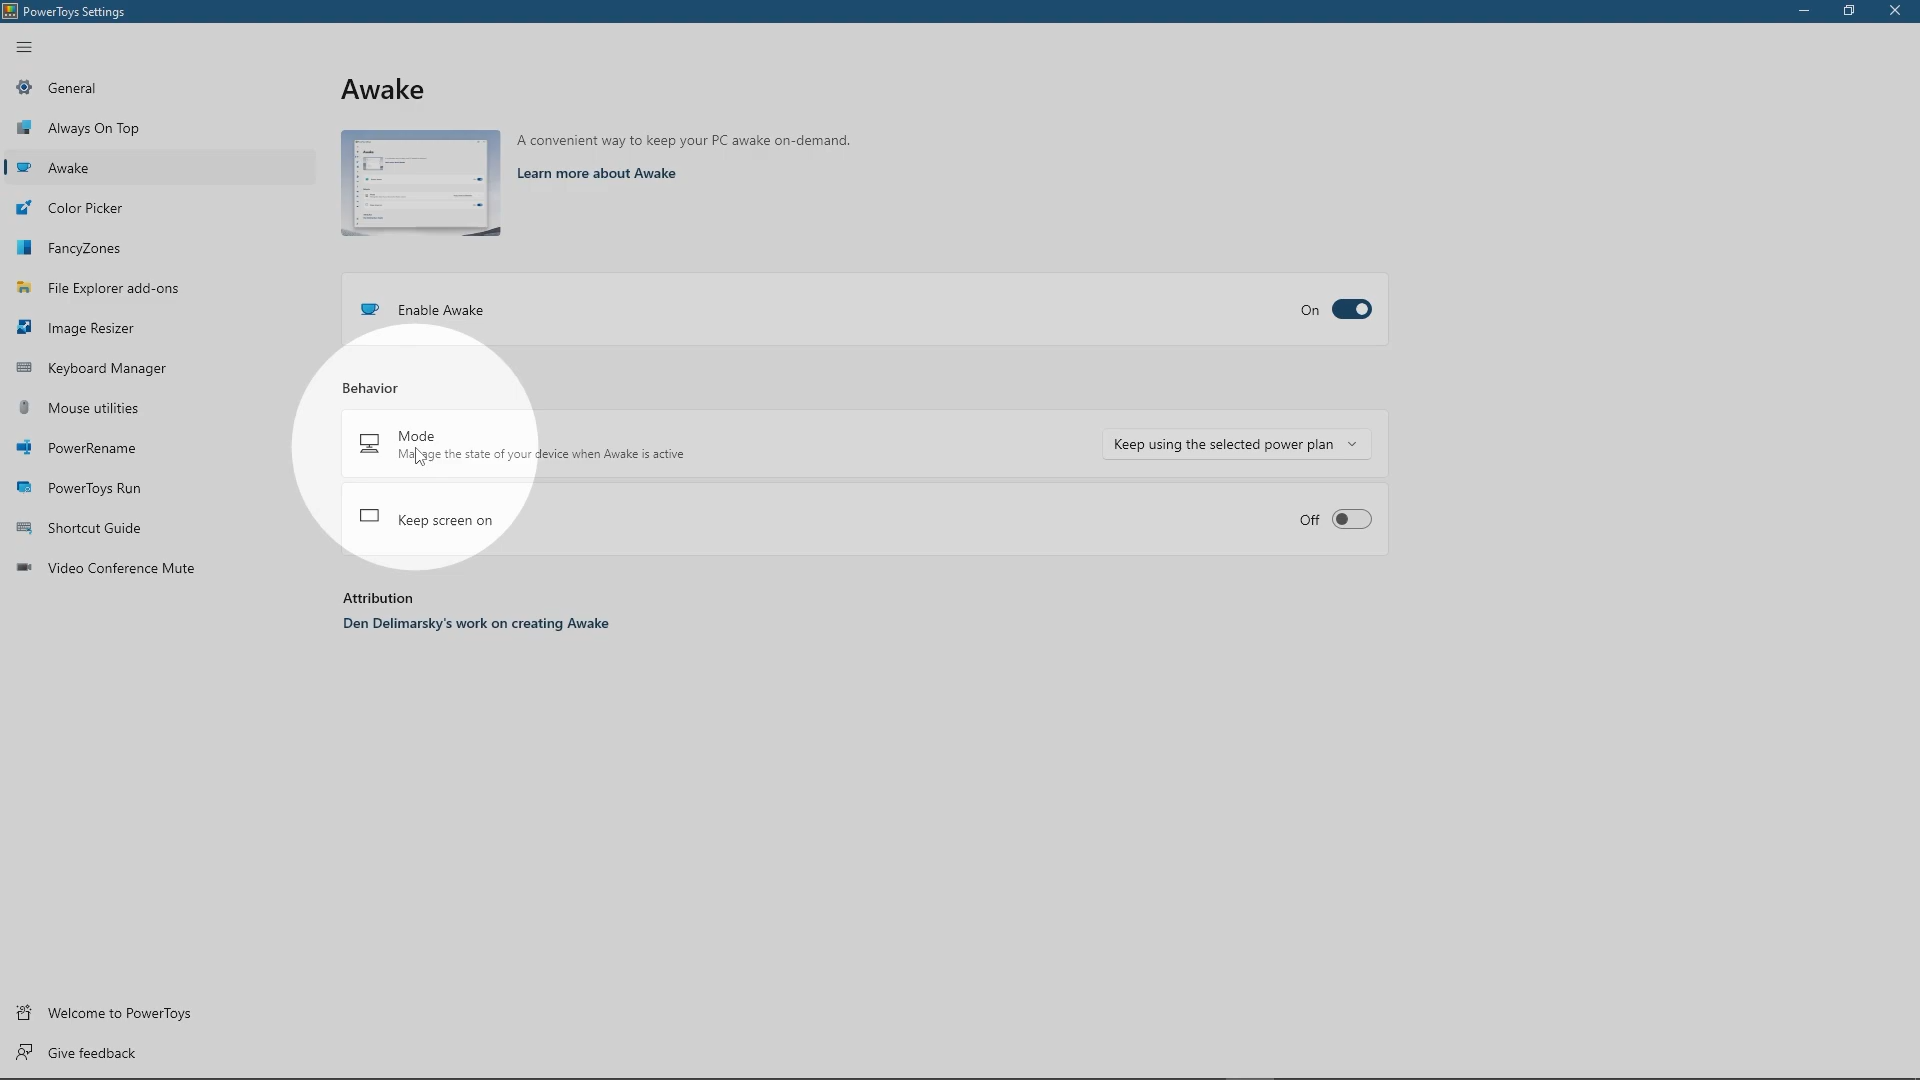 PowerToys Settings
General
Always On Top
Awake
Color Picker
FancyZones
File Explorer add-ons
Image Resizer
Keyboard Manager
Mouse utilities
PowerRename
PowerToys Run
Shortcut Guide
Video Conference Mute
Welcome to PowerToys
Give feedback
Awake
A convenient way to keep your PC awake on-demand.
Learn more about Awake
Enable Awake
On
Behavior
Mode
Keep using the selected power plan
Manage the state of your device when Awake is active
Keep screen on
Off
Attribution
Den Delimarsky's work on creating Awake